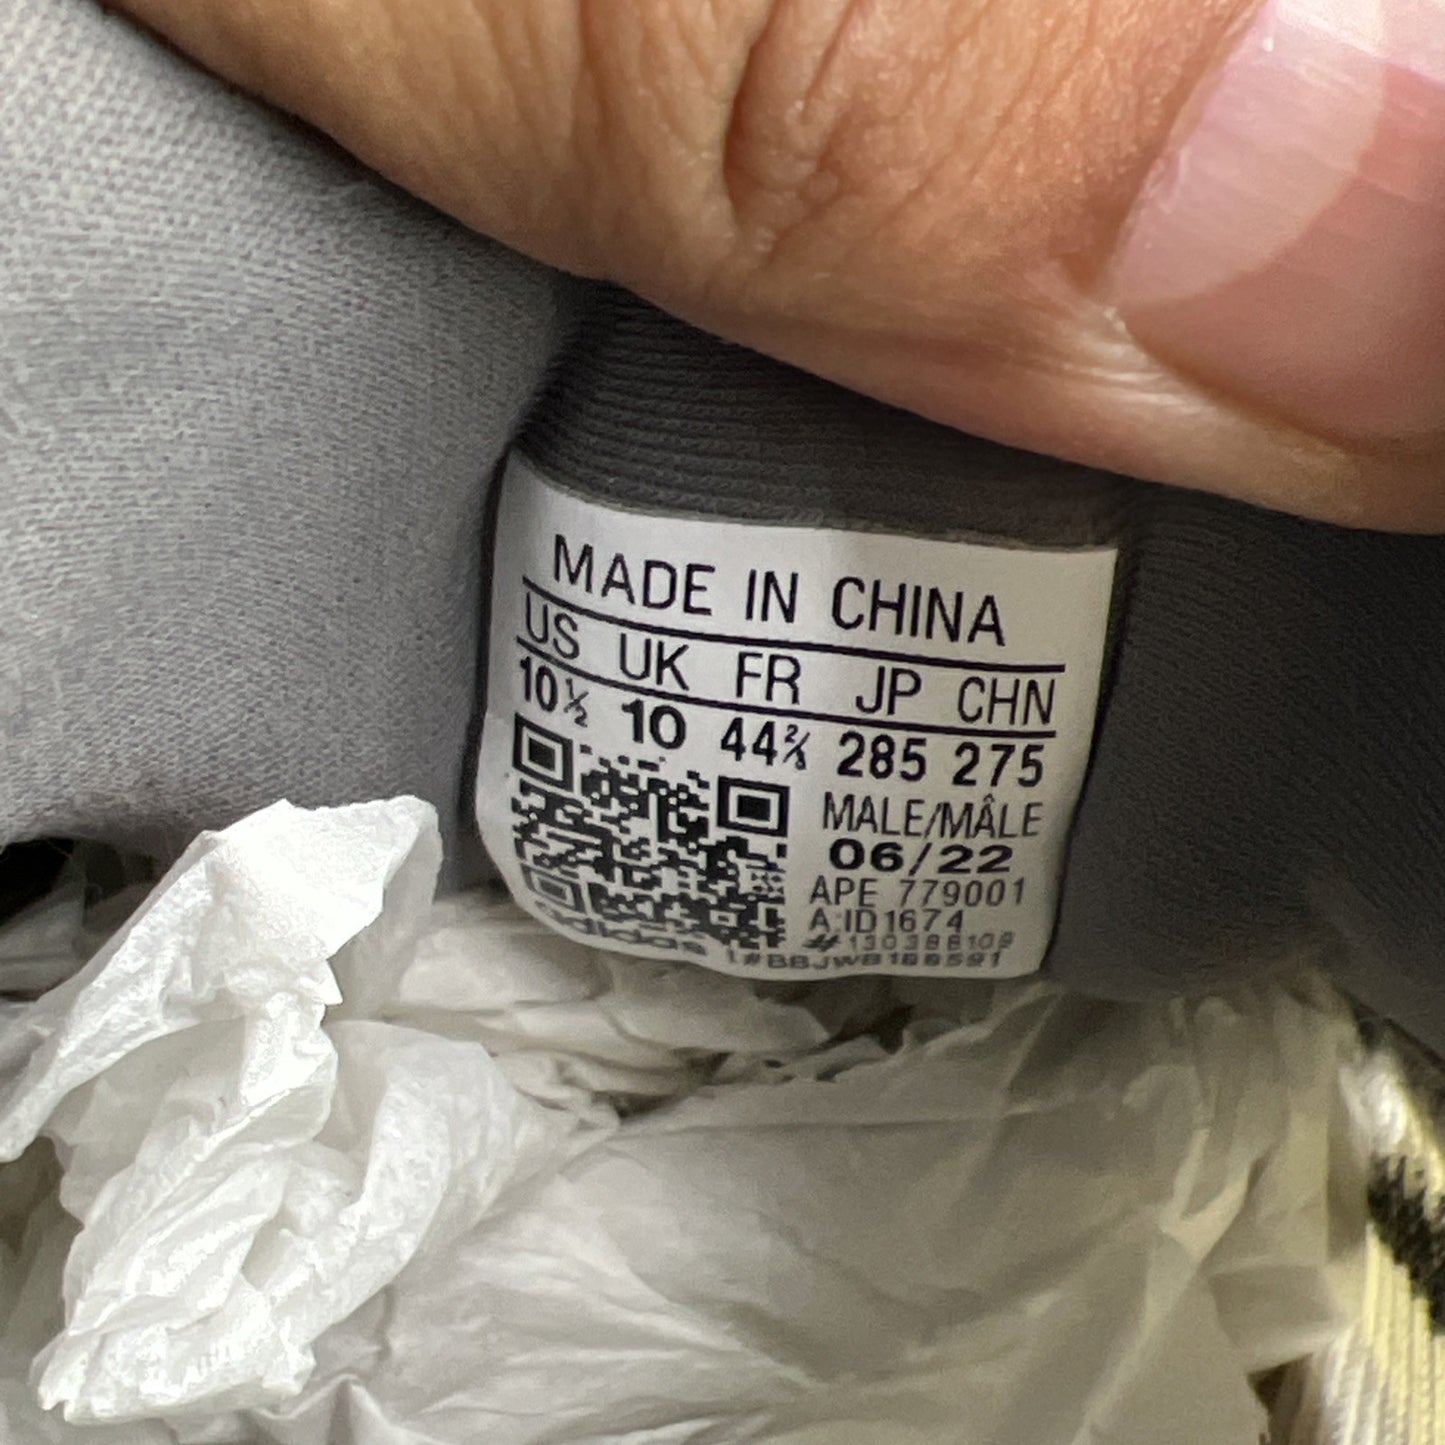 MADE IN CHINA
US UK FR JP CHN
10½ 10 44⅔ 285 275
MALE/MÂLE
06/22
APE 779001
A:ID1674
adidas